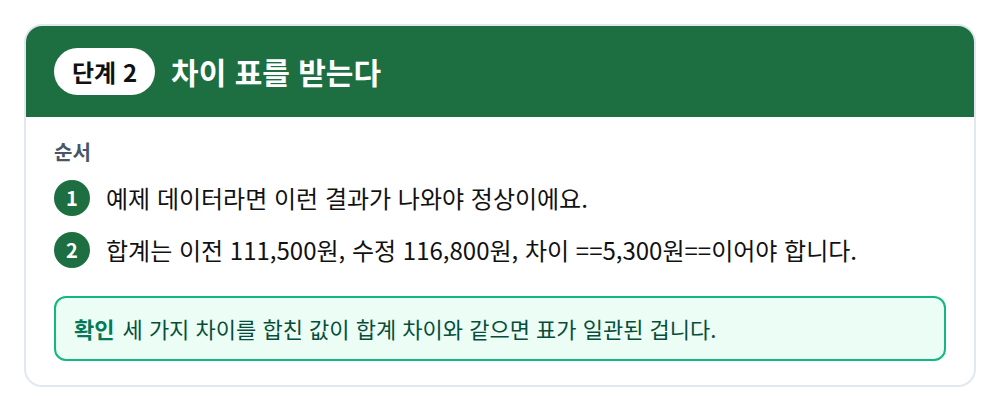 단계 2 차이 표를 받는다
순서
1 예제 데이터라면 이런 결과가 나와야 정상이에요.
2 합계는 이전 111,500원, 수정 116,800원, 차이 ==5,300원==이어야 합니다.
확인 세 가지 차이를 합친 값이 합계 차이와 같으면 표가 일관된 겁니다.